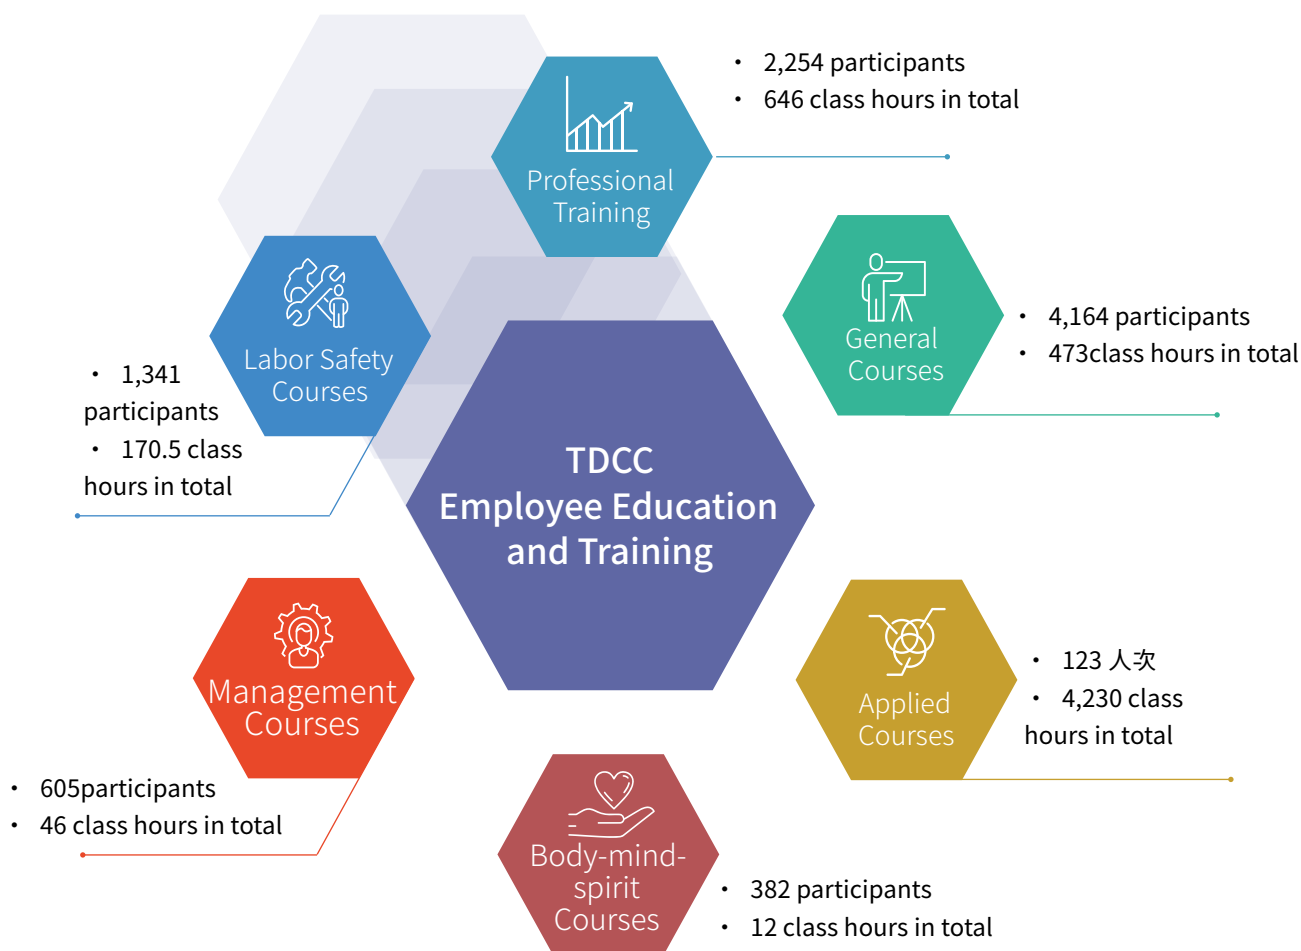 • 2,254 participants
• 646 class hours in total
Professional
Training
• 4,164 participants
• 473class hours in total
General
Courses
Labor Safety
Courses
• 1,341
participants
• 170.5 class
hours in total
TDCC
Employee Education
and Training
Management
Courses
• 605participants
• 46 class hours in total
• 123 人次
• 4,230 class
hours in total
Applied
Courses
Body-mind-
spirit
Courses
• 382 participants
• 12 class hours in total